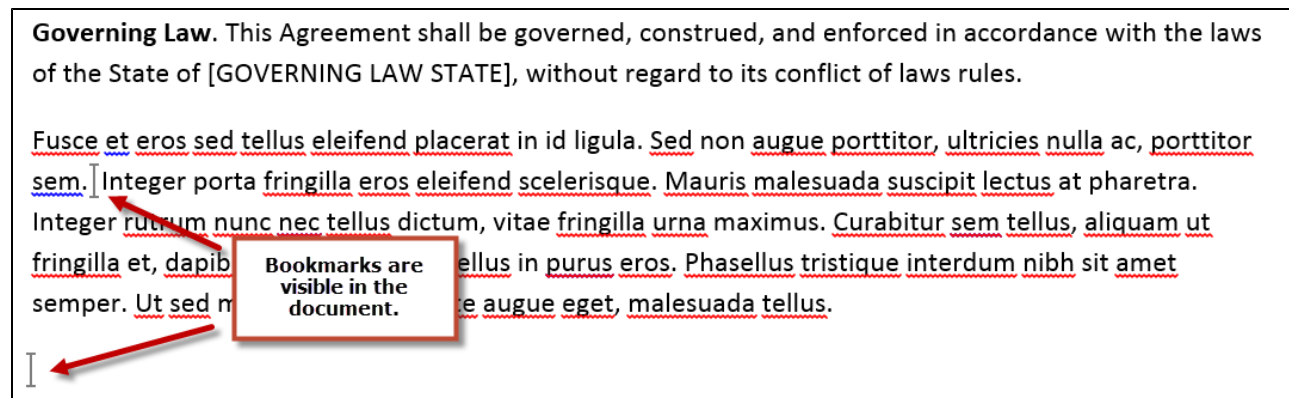 Governing Law. This Agreement shall be governed, construed, and enforced in accordance with the laws
of the State of [GOVERNING LAW STATE], without regard to its conflict of laws rules.
Fusce et eros sed tellus eleifend placerat in id ligula. Sed non augue porttitor, ultricies nulla ac, porttitor
sem. Integer porta fringilla eros eleifend scelerisque. Mauris malesuada suscipit lectus at pharetra.
Integer rutrum nunc nec tellus dictum, vitae fringilla urna maximus. Curabitur sem tellus, aliquam ut
fringilla et, dapib ellus in purus eros. Phasellus tristique interdum nibh sit amet
semper. Ut sed augue eget, malesuada tellus.
Bookmarks are
visible in the
document.